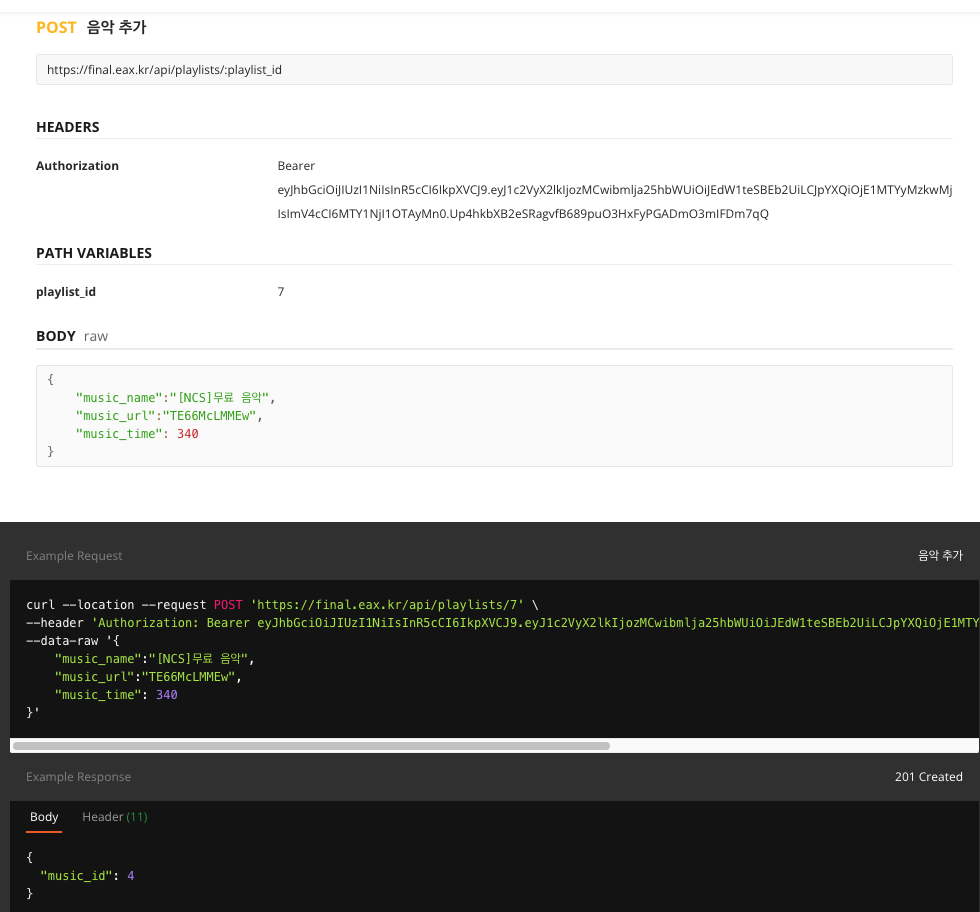 POST 음악 추가
https://final.eax.kr/api/playlists/:playlist_id
HEADERS
Authorization Bearer
eyJhbGciOiJIUzI1NiIsInR5cCI6IkpXVCJ9.eyJ1c2VyX2lkIjozMCwibmlja25hbWUiOiJEdW1teSBEb2UiLCJpYXQiOjE1MTYyMzkwMj
IsImV4cCI6MTY1NjI1OTAyMn0.Up4hkbXB2eSRagvfB689puO3HxFyPGADmO3mIFDm7qQ
PATH VARIABLES
playlist_id 7
BODY raw
{
"music_name":"[NCS]무료 음악",
"music_url":"TE66McLMMEw",
"music_time": 340
}
Example Request 음악 추가
curl --location --request POST 'https://final.eax.kr/api/playlists/7' \
--header 'Authorization: Bearer eyJhbGciOiJIUzI1NiIsInR5cCI6IkpXVCJ9.eyJ1c2VyX2lkIjozMCwibmlja25hbWUiOiJEdW1teSBEb2UiLCJpYXQiOjE1MTY
--data-raw '{
"music_name":"[NCS]무료 음악",
"music_url":"TE66McLMMEw",
"music_time": 340
}'
Example Response 201 Created
Body Header (11)
{
"music_id": 4
}